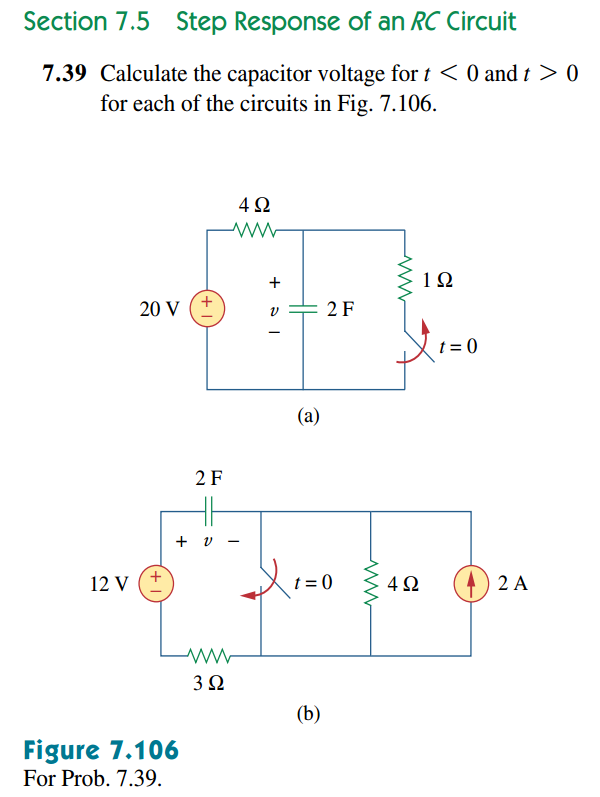 Section 7.5 Step Response of an RC Circuit
7.39 Calculate the capacitor voltage for t < 0 and t > 0
for each of the circuits in Fig. 7.106.
4 Ω
1 Ω
+
20 V
+
−
v
2 F
−
t = 0
(a)
2 F
+ v −
12 V
+
−
t = 0
4 Ω
2 A
3 Ω
(b)
Figure 7.106
For Prob. 7.39.